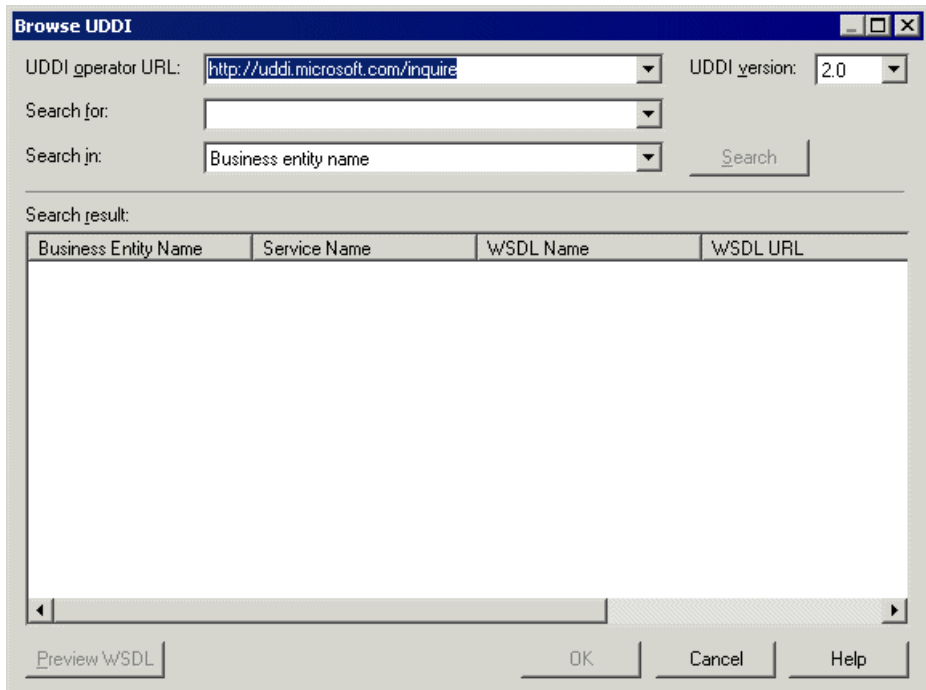 Browse UDDI
UDDI operator URL: http://uddi.microsoft.com/inquire UDDI version: 2.0
Search for:
Search in: Business entity name Search
Search result:
Business Entity Name Service Name WSDL Name WSDL URL
Preview WSDL OK Cancel Help